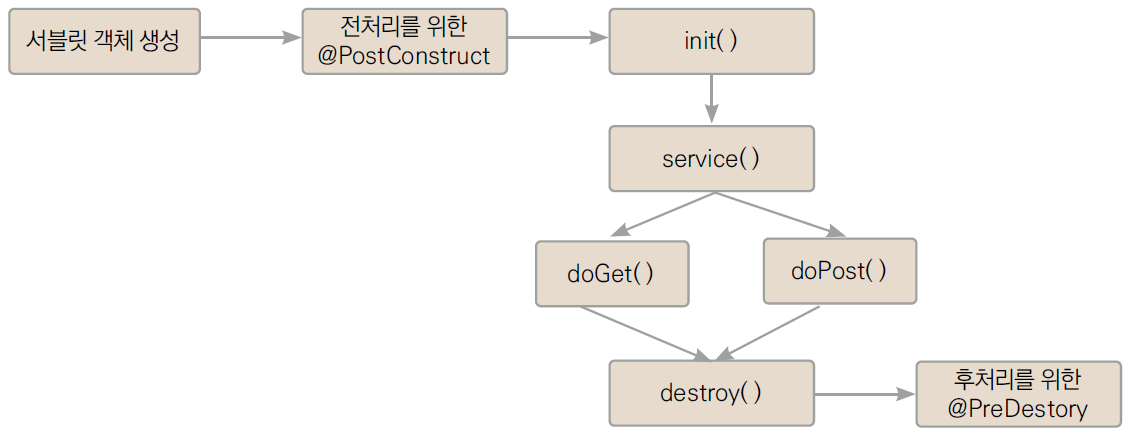 서블릿 객체 생성
전처리를 위한
@PostConstruct
init( )
service( )
doGet( )
doPost( )
destroy( )
후처리를 위한
@PreDestory